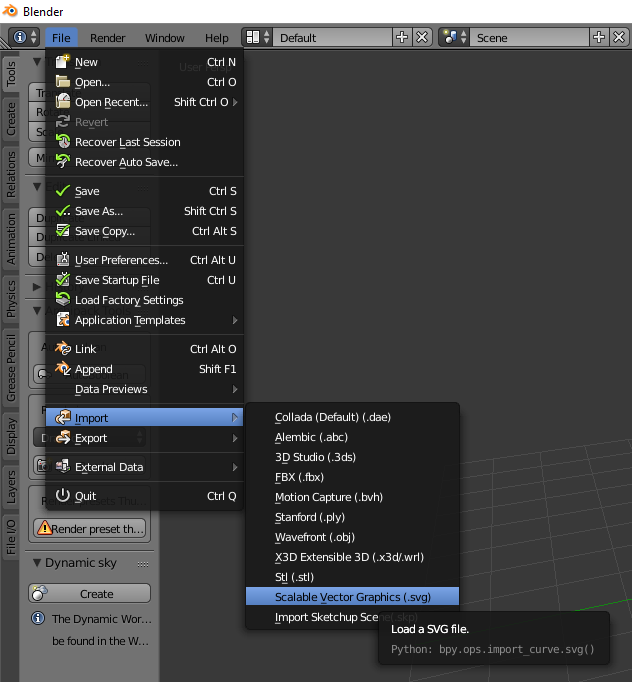 Blender
File Render Window Help Default Scene
Tools
Create
Relations
Animation
Physics
Grease Pencil
Display
Layers
File I/O
New Ctrl N
Open... Ctrl O
Open Recent... Shift Ctrl O
Revert
Recover Last Session
Recover Auto Save...
Save Ctrl S
Save As... Shift Ctrl S
Save Copy... Ctrl Alt S
User Preferences... Ctrl Alt U
Save Startup File Ctrl U
Load Factory Settings
Application Templates
Link Ctrl Alt O
Append Shift F1
Data Previews
Import
Export
External Data
Quit Ctrl Q
Collada (Default) (.dae)
Alembic (.abc)
3D Studio (.3ds)
FBX (.fbx)
Motion Capture (.bvh)
Stanford (.ply)
Wavefront (.obj)
X3D Extensible 3D (.x3d/.wrl)
Stl (.stl)
Scalable Vector Graphics (.svg)
Import Sketchup Scene(.skp)
Load a SVG file.
Python: bpy.ops.import_curve.svg()
Render preset th...
Dynamic sky
Create
The Dynamic Wor...
be found in the W...